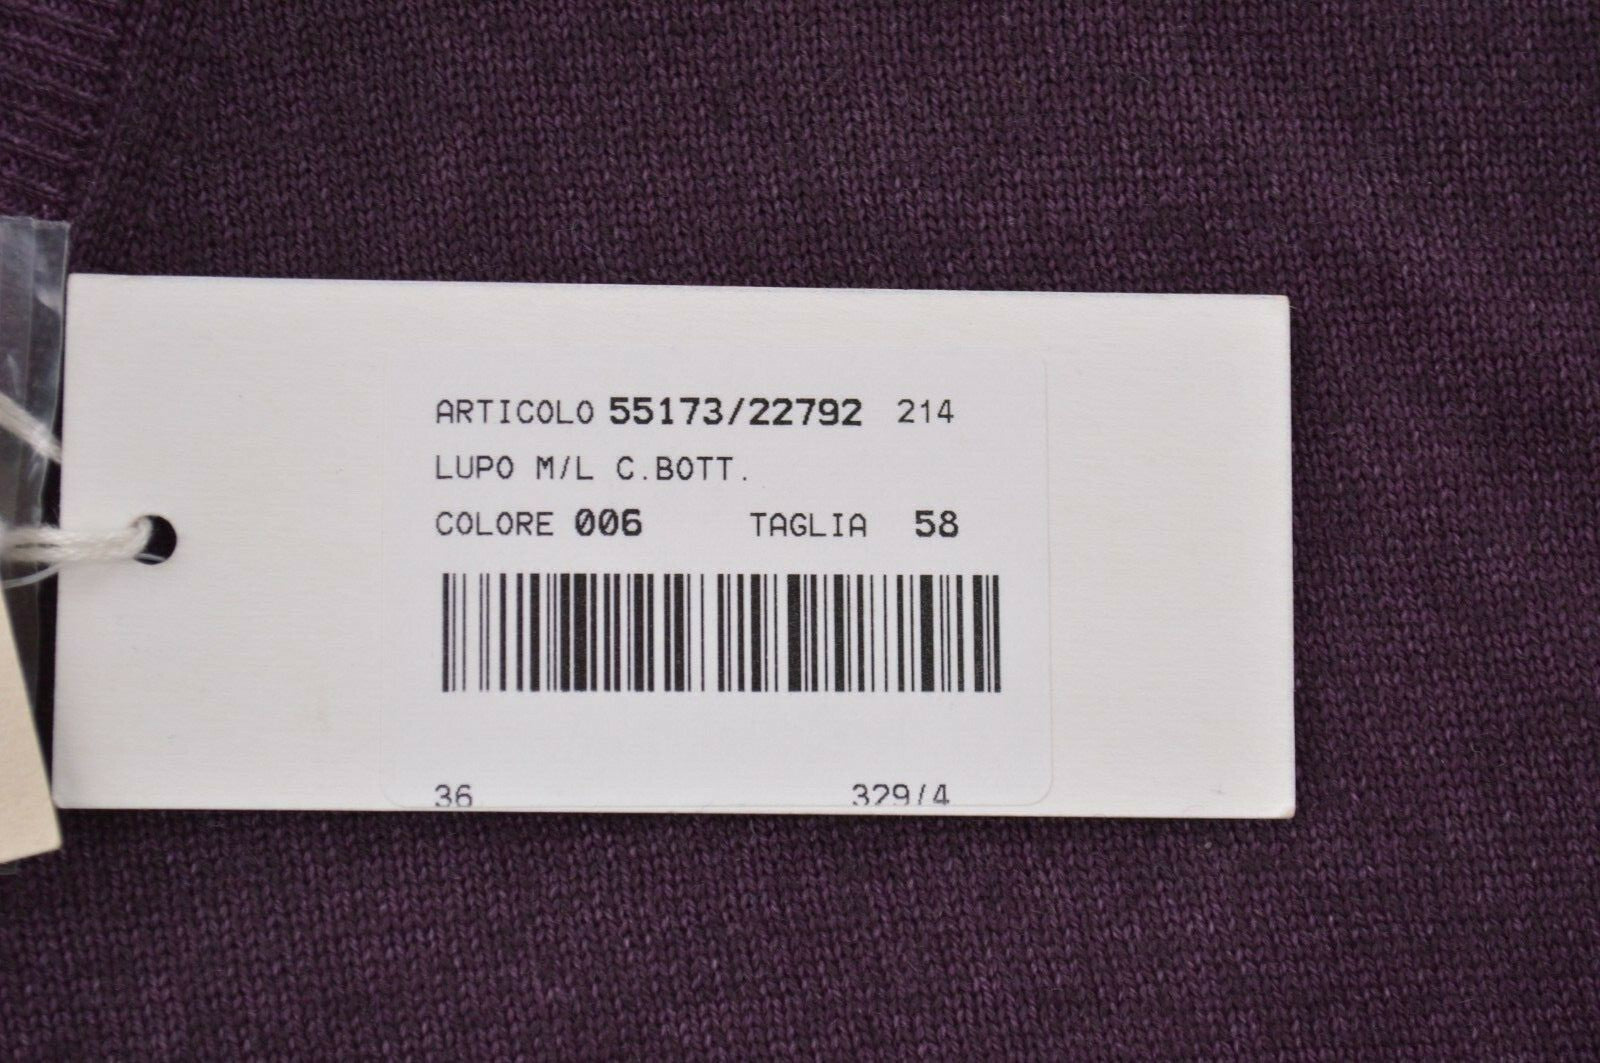 ARTICOLO 55173/22792 214
LUPO M/L C.BOTT.
COLORE 006 TAGLIA 58
36 329/4